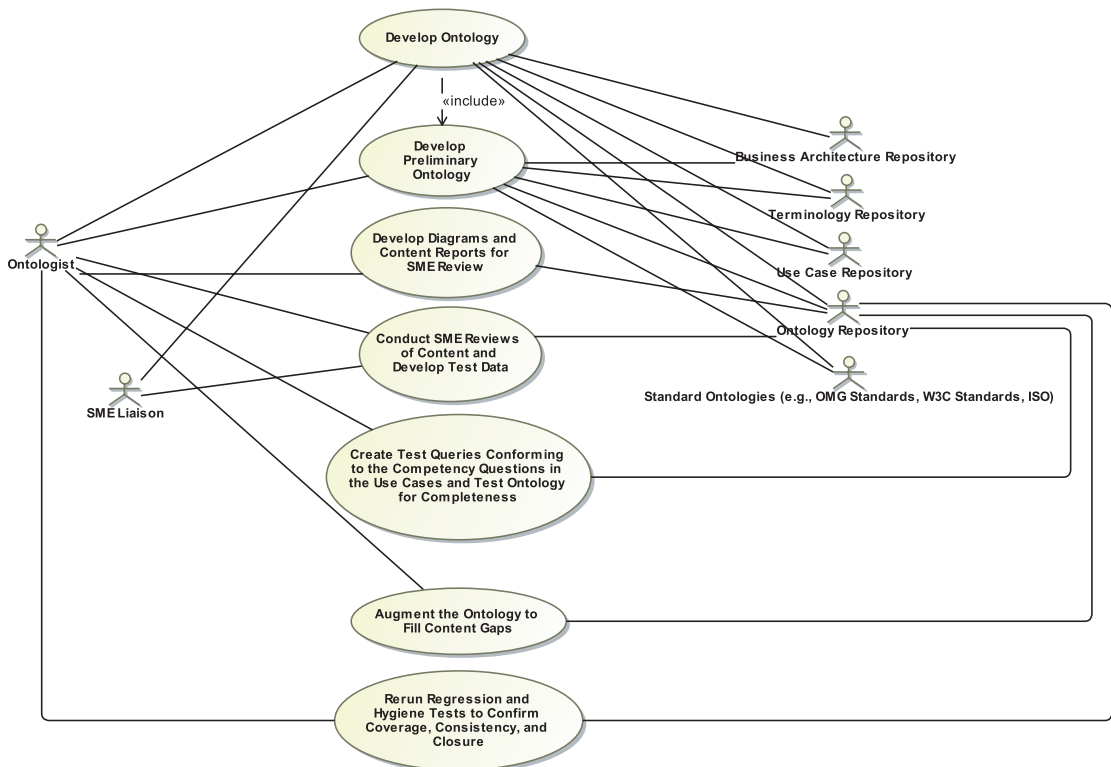 Develop Ontology
«include»
Develop
Preliminary
Ontology
Business Architecture Repository
Terminology Repository
Develop Diagrams and
Content Reports for
SME Review
Ontologist
Use Case Repository
Ontology Repository
Conduct SME Reviews
of Content and
Develop Test Data
Standard Ontologies (e.g., OMG Standards, W3C Standards, ISO)
SME Liaison
Create Test Queries Conforming
to the Competency Questions in
the Use Cases and Test Ontology
for Completeness
Augment the Ontology to
Fill Content Gaps
Rerun Regression and
Hygiene Tests to Confirm
Coverage, Consistency, and
Closure